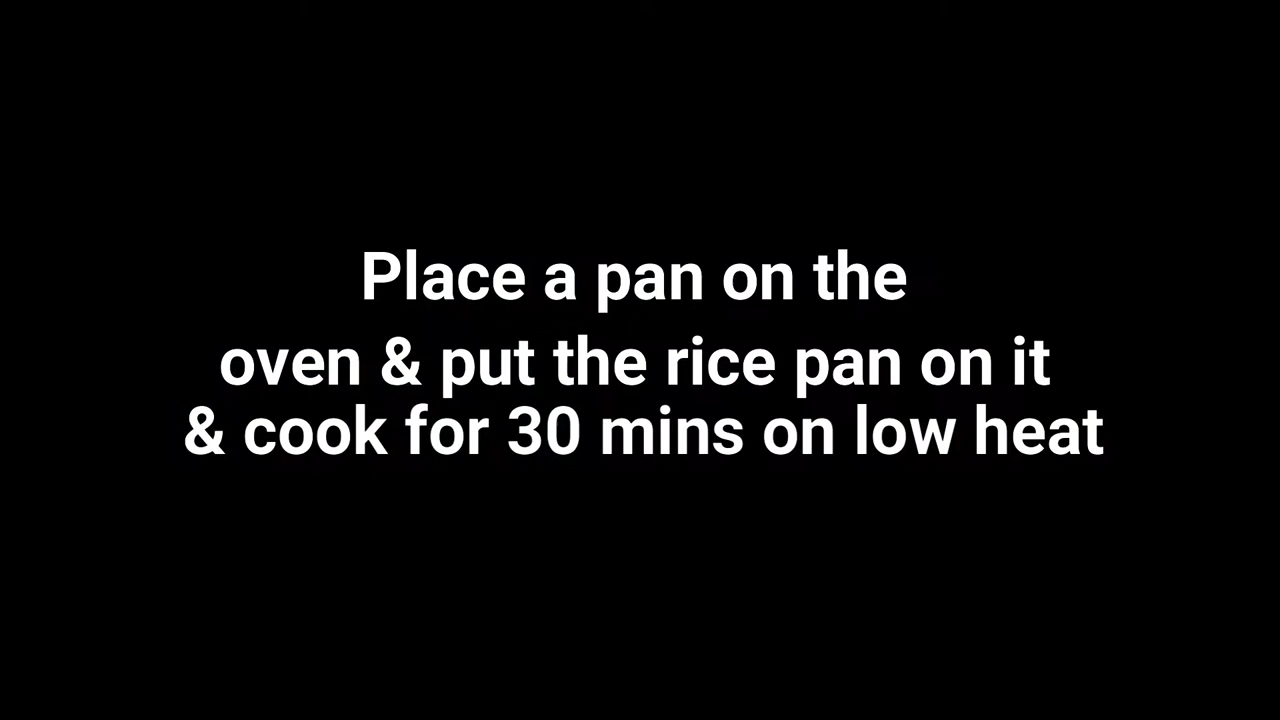 Place a pan on the
oven & put the rice pan on it
& cook for 30 mins on low heat